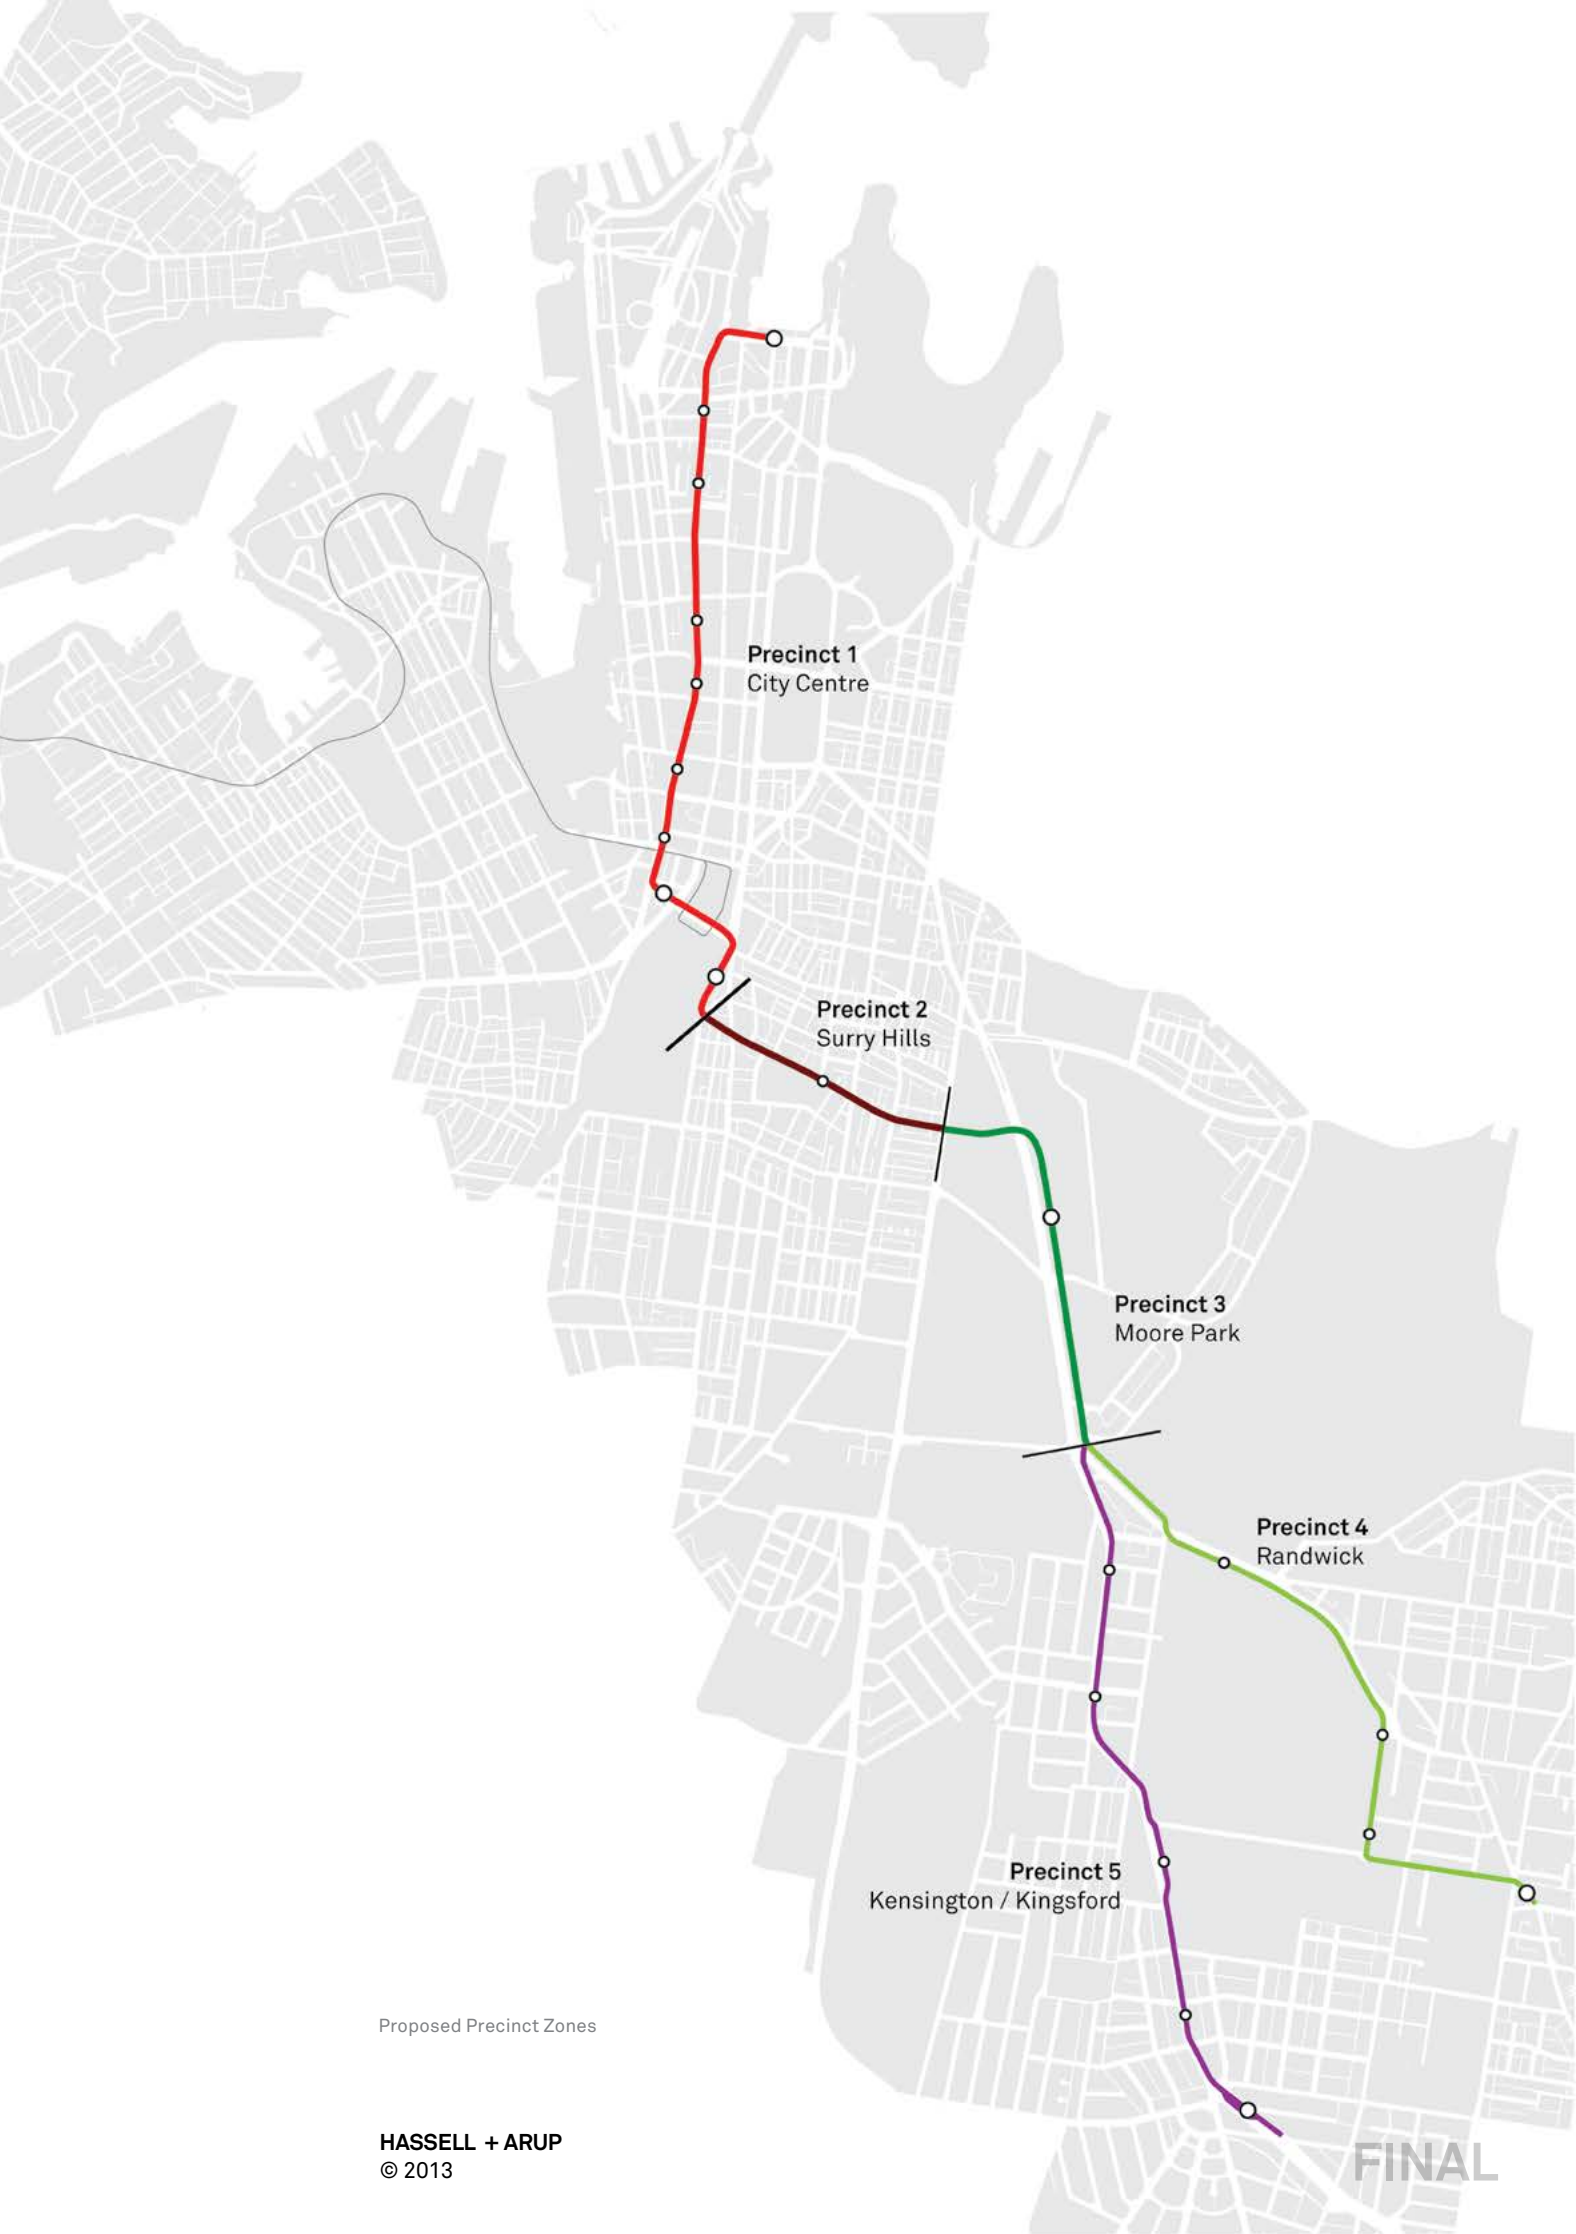 Precinct 1
City Centre
Precinct 2
Surry Hills
Precinct 3
Moore Park
Precinct 4
Randwick
Precinct 5
Kensington / Kingsford
Proposed Precinct Zones
HASSELL + ARUP
© 2013
FINAL